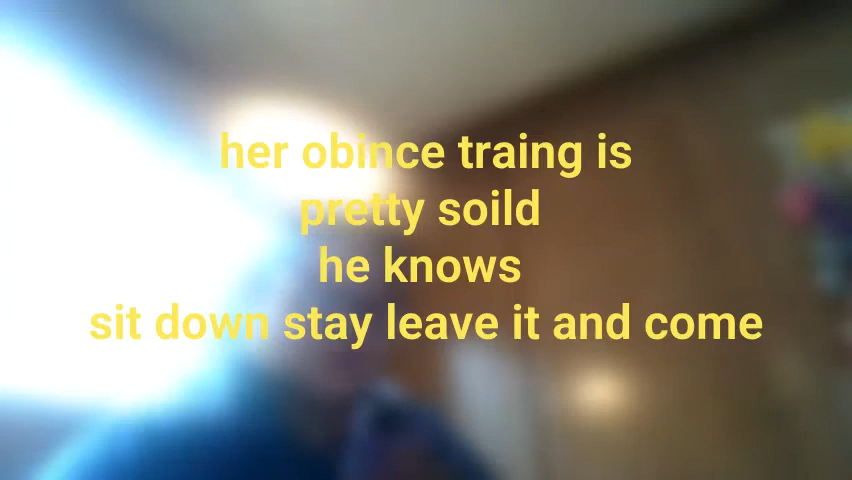 her obince traing is
pretty soild
he knows
sit down stay leave it and come